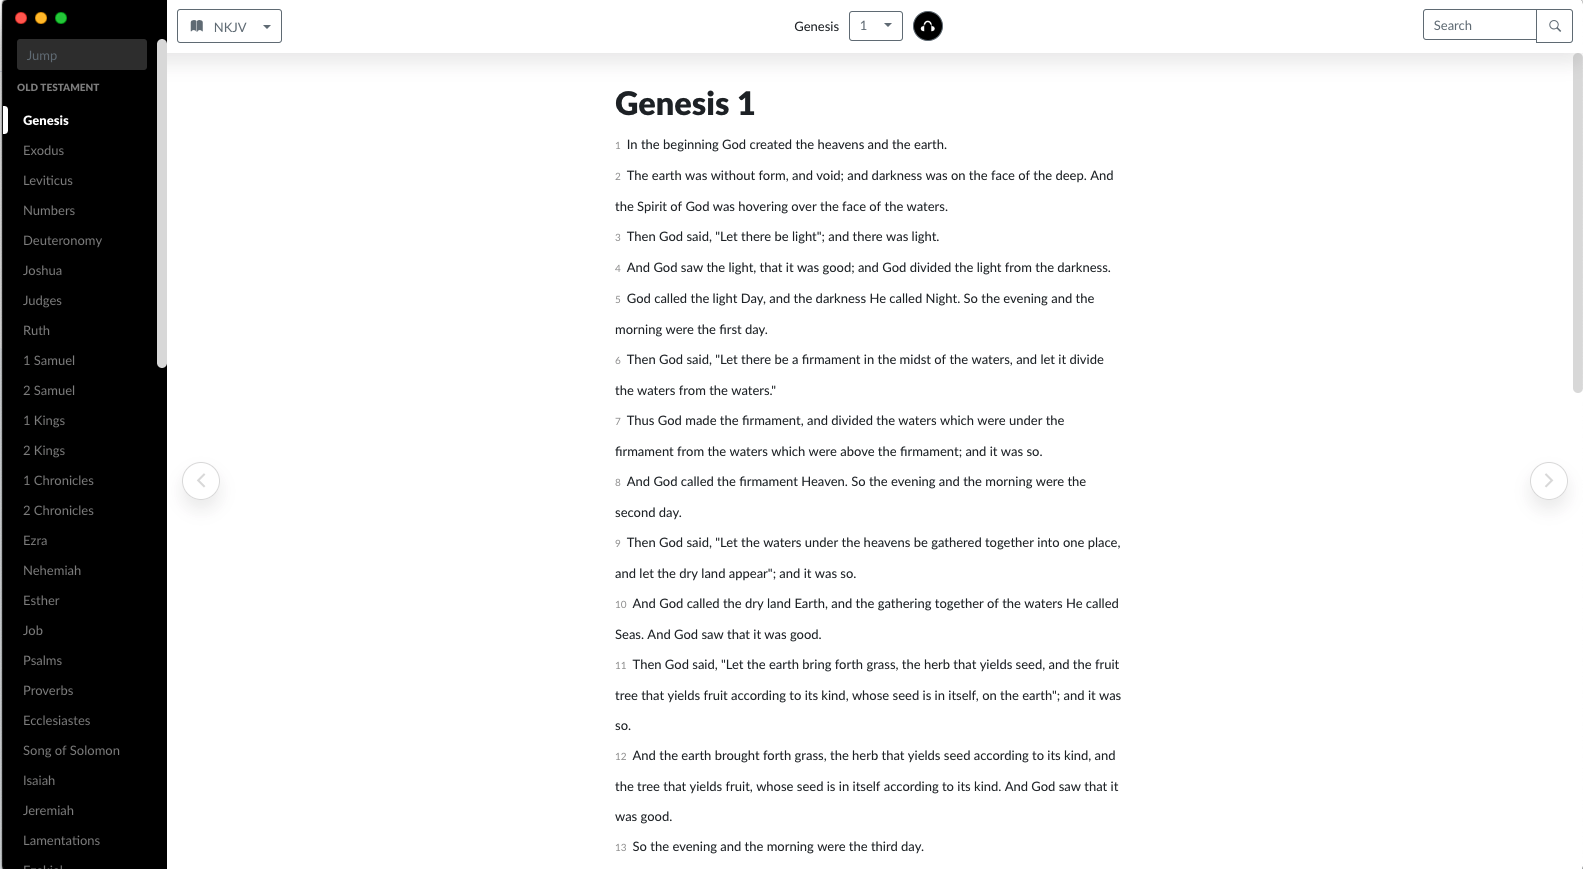 NKJV
Genesis
1
Search
Jump
OLD TESTAMENT
Genesis
Exodus
Leviticus
Numbers
Deuteronomy
Joshua
Judges
Ruth
1 Samuel
2 Samuel
1 Kings
2 Kings
1 Chronicles
2 Chronicles
Ezra
Nehemiah
Esther
Job
Psalms
Proverbs
Ecclesiastes
Song of Solomon
Isaiah
Jeremiah
Lamentations
Genesis 1
1 In the beginning God created the heavens and the earth.
2 The earth was without form, and void; and darkness was on the face of the deep. And
the Spirit of God was hovering over the face of the waters.
3 Then God said, "Let there be light"; and there was light.
4 And God saw the light, that it was good; and God divided the light from the darkness.
5 God called the light Day, and the darkness He called Night. So the evening and the
morning were the first day.
6 Then God said, "Let there be a firmament in the midst of the waters, and let it divide
the waters from the waters."
7 Thus God made the firmament, and divided the waters which were under the
firmament from the waters which were above the firmament; and it was so.
8 And God called the firmament Heaven. So the evening and the morning were the
second day.
9 Then God said, "Let the waters under the heavens be gathered together into one place,
and let the dry land appear"; and it was so.
10 And God called the dry land Earth, and the gathering together of the waters He called
Seas. And God saw that it was good.
11 Then God said, "Let the earth bring forth grass, the herb that yields seed, and the fruit
tree that yields fruit according to its kind, whose seed is in itself, on the earth"; and it was
so.
12 And the earth brought forth grass, the herb that yields seed according to its kind, and
the tree that yields fruit, whose seed is in itself according to its kind. And God saw that it
was good.
13 So the evening and the morning were the third day.